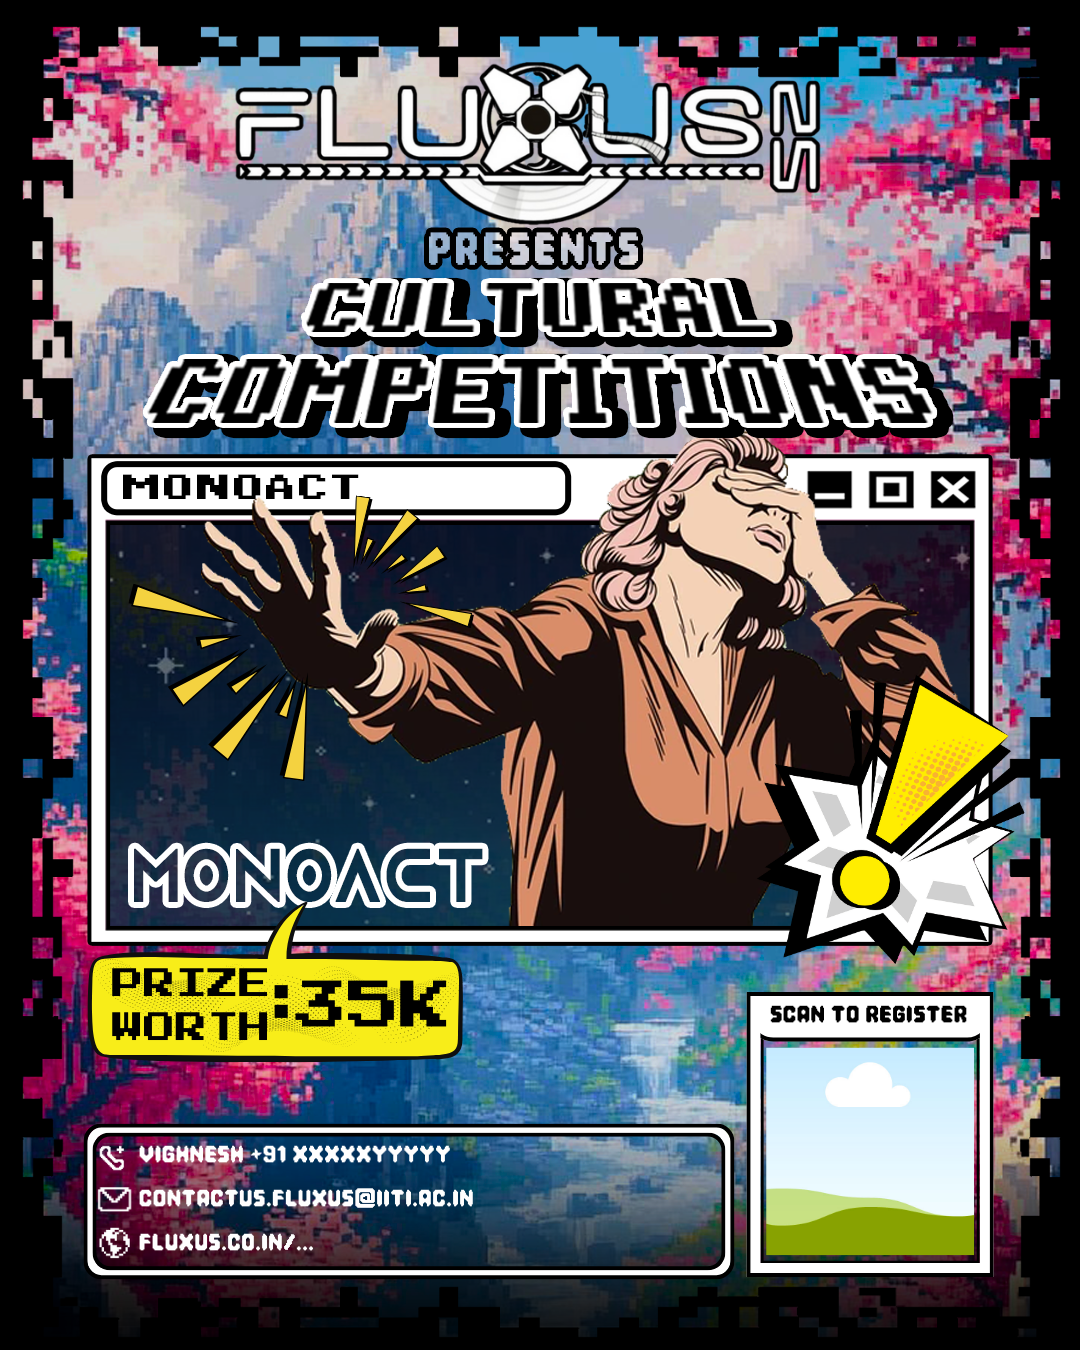 FLUXUS 25
PRESENTS
CULTURAL
COMPETITIONS
MONOACT
MONOACT
PRIZE
WORTH :35K
SCAN TO REGISTER
VIGHNESH +91 XXXXXYYYYY
CONTACTUS.FLUXUS@IITI.AC.IN
FLUXUS.CO.IN/...